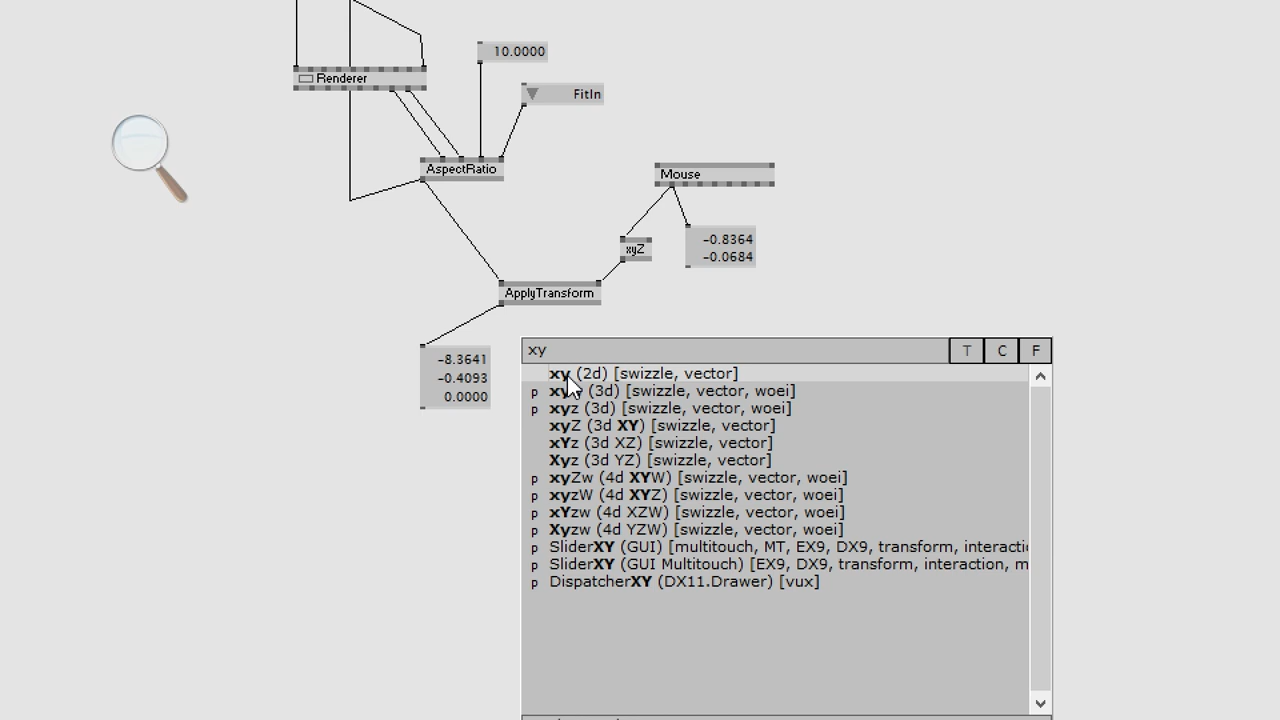 10.0000
Renderer
FitIn
AspectRatio
Mouse
xyZ
-0.8364
-0.0684
ApplyTransform
-8.3641
-0.4093
0.0000
xy T C F
xy (2d) [swizzle, vector]
p (3d) [swizzle, vector, woei]
p xyz (3d) [swizzle, vector, woei]
xyZ (3d XY) [swizzle, vector]
xYz (3d XZ) [swizzle, vector]
Xyz (3d YZ) [swizzle, vector]
p xyZw (4d XYW) [swizzle, vector, woei]
p xyzW (4d XYZ) [swizzle, vector, woei]
p xYzw (4d XZW) [swizzle, vector, woei]
p Xyzw (4d YZW) [swizzle, vector, woei]
p SliderXY (GUI) [multitouch, MT, EX9, DX9, transform, interacti
p SliderXY (GUI Multitouch) [EX9, DX9, transform, interaction, m
p DispatcherXY (DX11.Drawer) [vux]